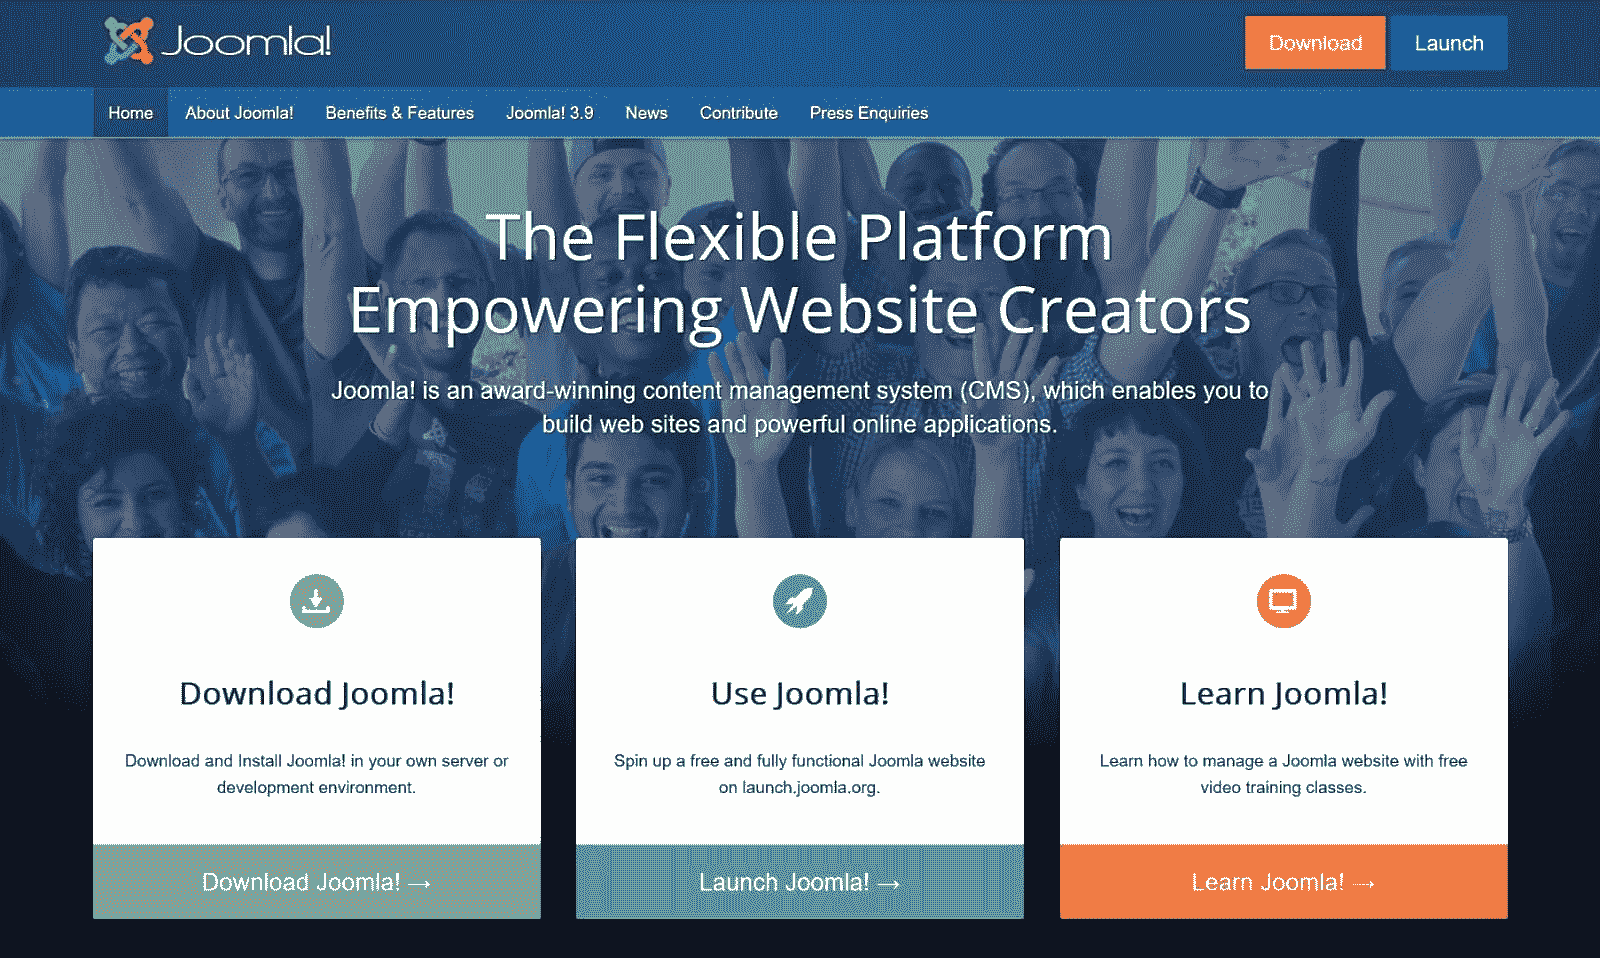 Joomla!
Download
Launch
Home
About Joomla!
Benefits & Features
Joomla! 3.9
News
Contribute
Press Enquiries
The Flexible Platform
Empowering Website Creators
Joomla! is an award-winning content management system (CMS), which enables you to
build web sites and powerful online applications.
Download Joomla!
Download and Install Joomla! in your own server or
development environment.
Download Joomla! →
Use Joomla!
Spin up a free and fully functional Joomla website
on launch.joomla.org.
Launch Joomla! →
Learn Joomla!
Learn how to manage a Joomla website with free
video training classes.
Learn Joomla! →